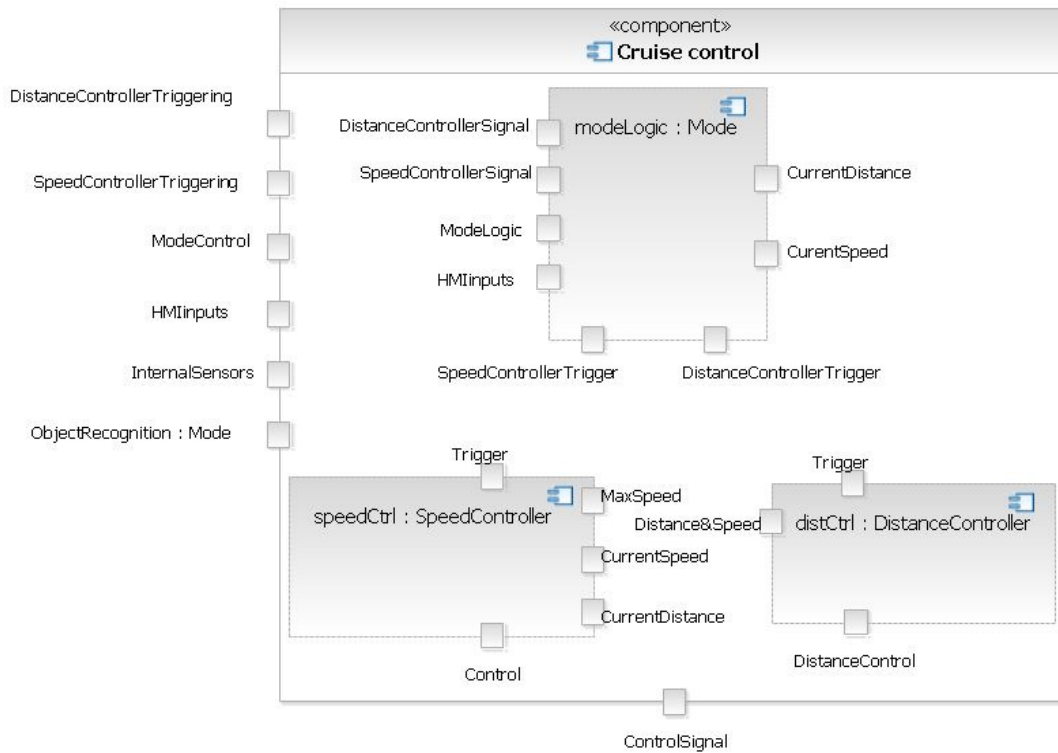 «component»
Cruise control
DistanceControllerTriggering
SpeedControllerTriggering
ModeControl
HMIinputs
InternalSensors
ObjectRecognition : Mode
modeLogic : Mode
DistanceControllerSignal
SpeedControllerSignal
ModeLogic
HMIinputs
CurrentDistance
CurentSpeed
SpeedControllerTrigger
DistanceControllerTrigger
Trigger
speedCtrl : SpeedController
MaxSpeed
CurrentSpeed
CurrentDistance
Control
Trigger
Distance&Speed
distCtrl : DistanceController
DistanceControl
ControlSignal